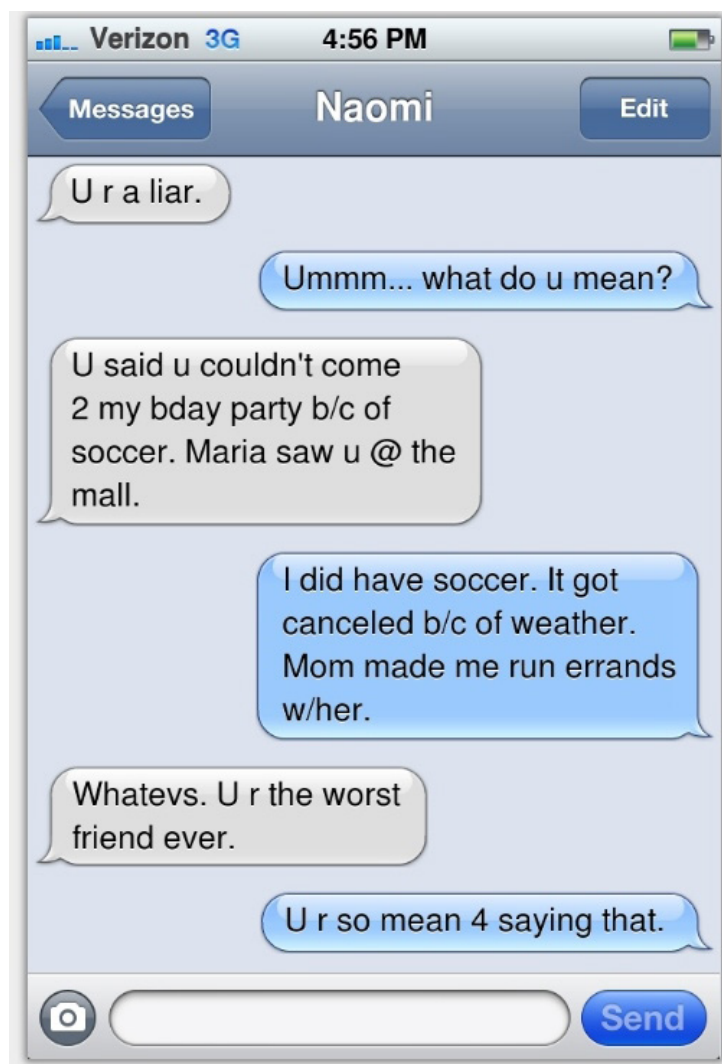 Verizon 3G 4:56 PM
Messages Naomi Edit
U r a liar.
Ummm... what do u mean?
U said u couldn't come
2 my bday party b/c of
soccer. Maria saw u @ the
mall.
I did have soccer. It got
canceled b/c of weather.
Mom made me run errands
w/her.
Whatevs. U r the worst
friend ever.
U r so mean 4 saying that.
Send